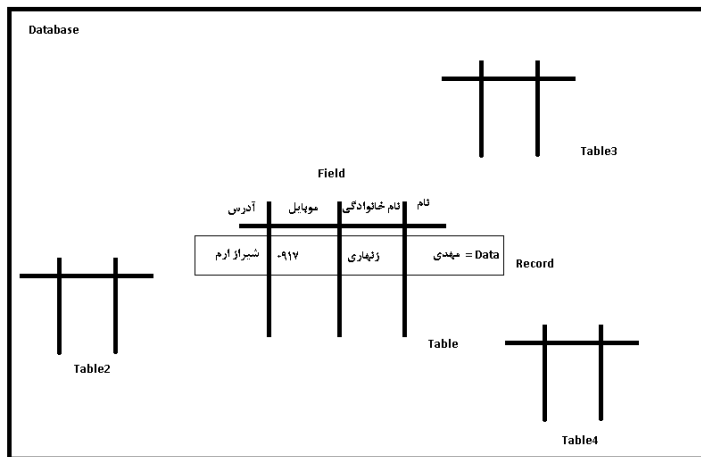 Database
Table3
Field
نام نام خانوادگی موبایل آدرس
Data = مهدی زنهاری ۰۹۱۷ شیراز ارم
Record
Table
Table2
Table4